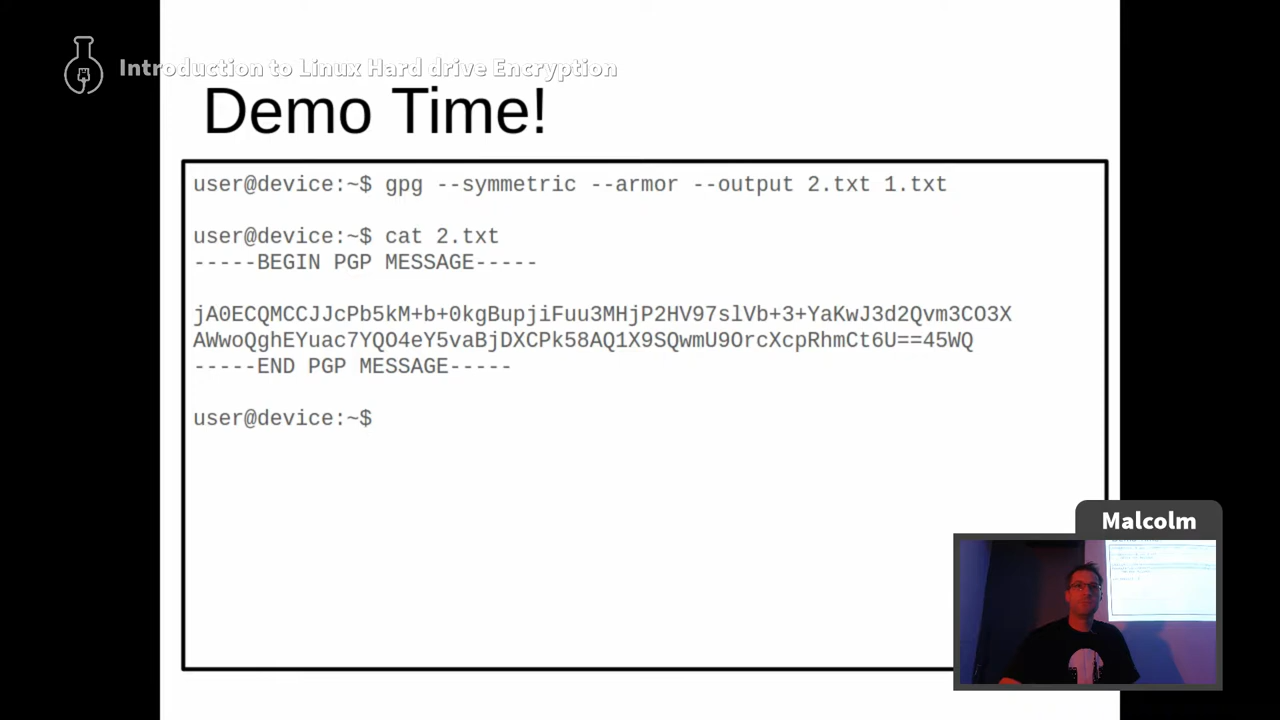 Introduction to Linux Hard drive Encryption
Demo Time!
user@device:~$ gpg --symmetric --armor --output 2.txt 1.txt
user@device:~$ cat 2.txt
-----BEGIN PGP MESSAGE-----
jA0ECQMCCJJcPb5kM+b+0kgBupjiFuu3MHjP2HV97slVb+3+YaKwJ3d2Qvm3CO3X
AWwoQghEYuac7YQO4eY5vaBjDXCPk58AQ1X9SQwmU9OrcXcpRhmCt6U==45WQ
-----END PGP MESSAGE-----
user@device:~$
Malcolm